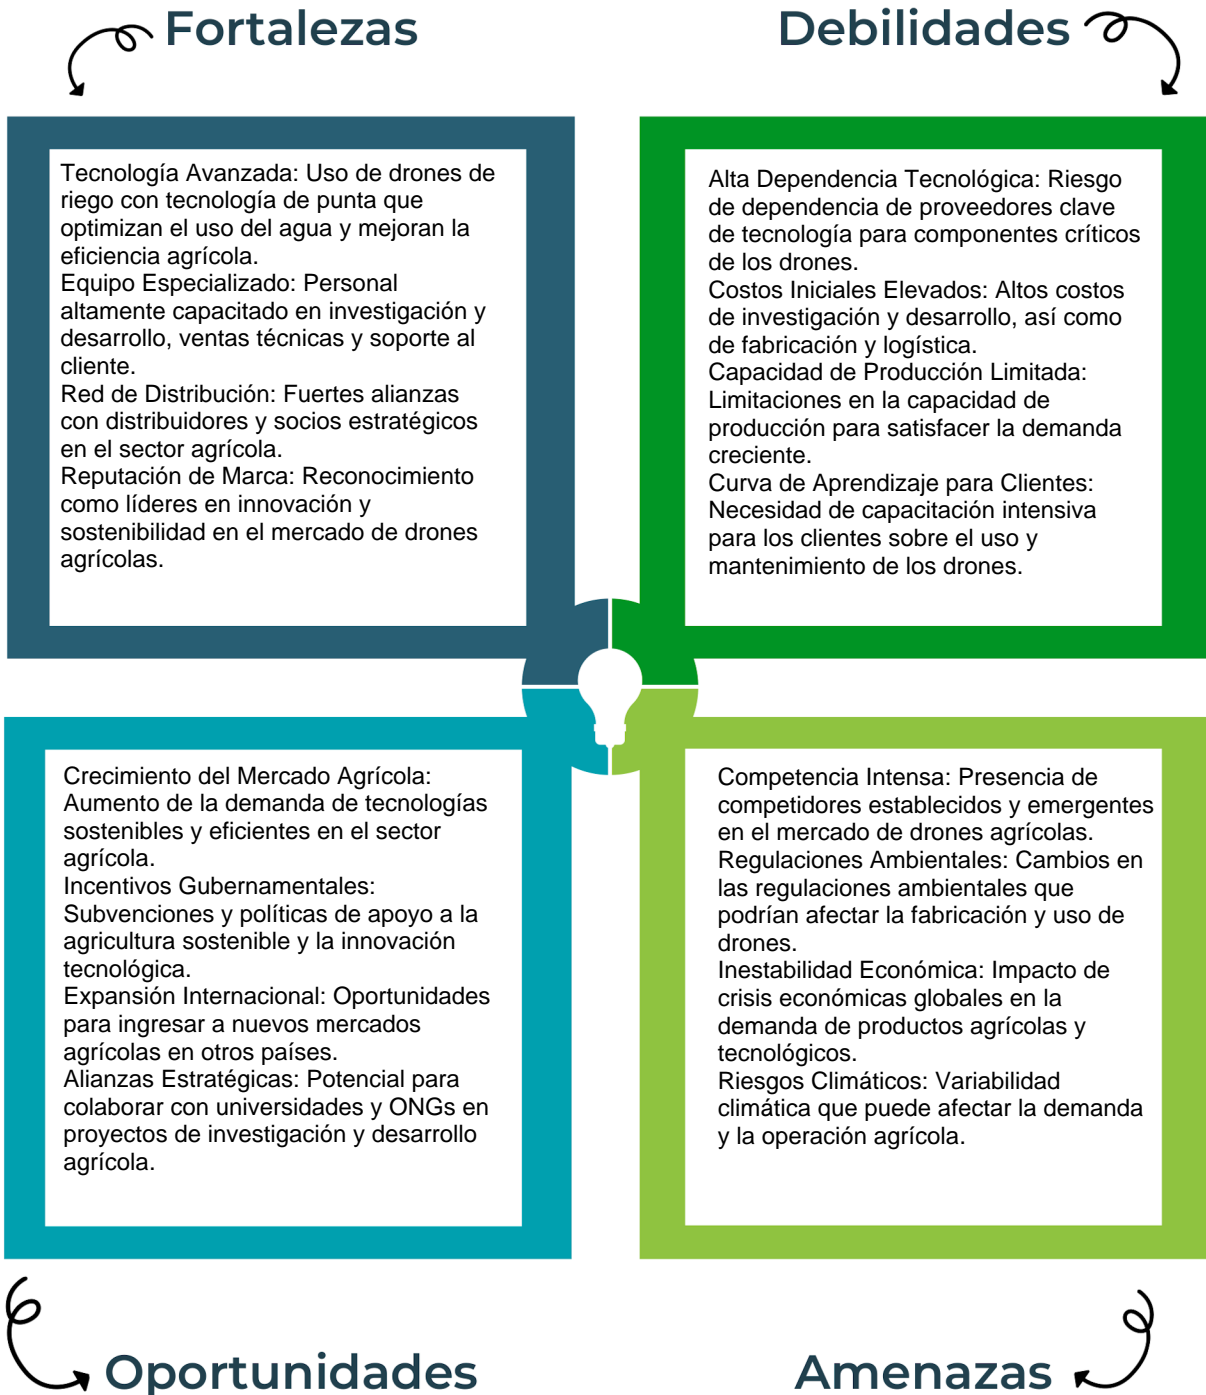 Fortalezas
Tecnología Avanzada: Uso de drones de
riego con tecnología de punta que
optimizan el uso del agua y mejoran la
eficiencia agrícola.
Equipo Especializado: Personal
altamente capacitado en investigación y
desarrollo, ventas técnicas y soporte al
cliente.
Red de Distribución: Fuertes alianzas
con distribuidores y socios estratégicos
en el sector agrícola.
Reputación de Marca: Reconocimiento
como líderes en innovación y
sostenibilidad en el mercado de drones
agrícolas.
Debilidades
Alta Dependencia Tecnológica: Riesgo
de dependencia de proveedores clave
de tecnología para componentes críticos
de los drones.
Costos Iniciales Elevados: Altos costos
de investigación y desarrollo, así como
de fabricación y logística.
Capacidad de Producción Limitada:
Limitaciones en la capacidad de
producción para satisfacer la demanda
creciente.
Curva de Aprendizaje para Clientes:
Necesidad de capacitación intensiva
para los clientes sobre el uso y
mantenimiento de los drones.
Crecimiento del Mercado Agrícola:
Aumento de la demanda de tecnologías
sostenibles y eficientes en el sector
agrícola.
Incentivos Gubernamentales:
Subvenciones y políticas de apoyo a la
agricultura sostenible y la innovación
tecnológica.
Expansión Internacional: Oportunidades
para ingresar a nuevos mercados
agrícolas en otros países.
Alianzas Estratégicas: Potencial para
colaborar con universidades y ONGs en
proyectos de investigación y desarrollo
agrícola.
Oportunidades
Competencia Intensa: Presencia de
competidores establecidos y emergentes
en el mercado de drones agrícolas.
Regulaciones Ambientales: Cambios en
las regulaciones ambientales que
podrían afectar la fabricación y uso de
drones.
Inestabilidad Económica: Impacto de
crisis económicas globales en la
demanda de productos agrícolas y
tecnológicos.
Riesgos Climáticos: Variabilidad
climática que puede afectar la demanda
y la operación agrícola.
Amenazas